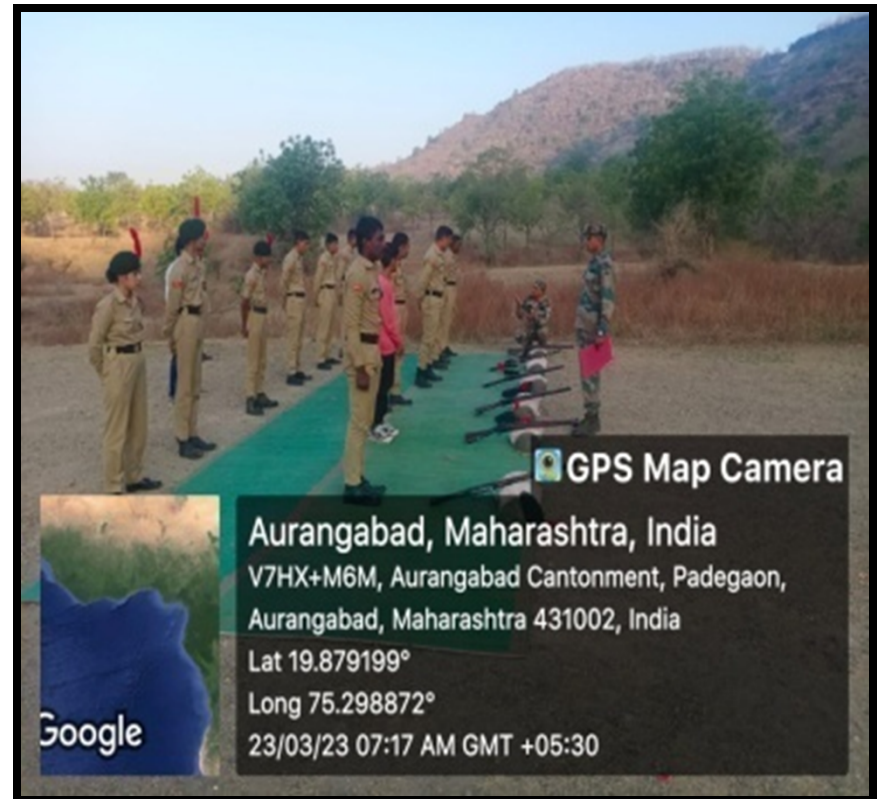 GPS Map Camera
Aurangabad, Maharashtra, India
V7HX+M6M, Aurangabad Cantonment, Padegaon,
Aurangabad, Maharashtra 431002, India
Lat 19.879199°
Long 75.298872°
23/03/23 07:17 AM GMT +05:30
Google